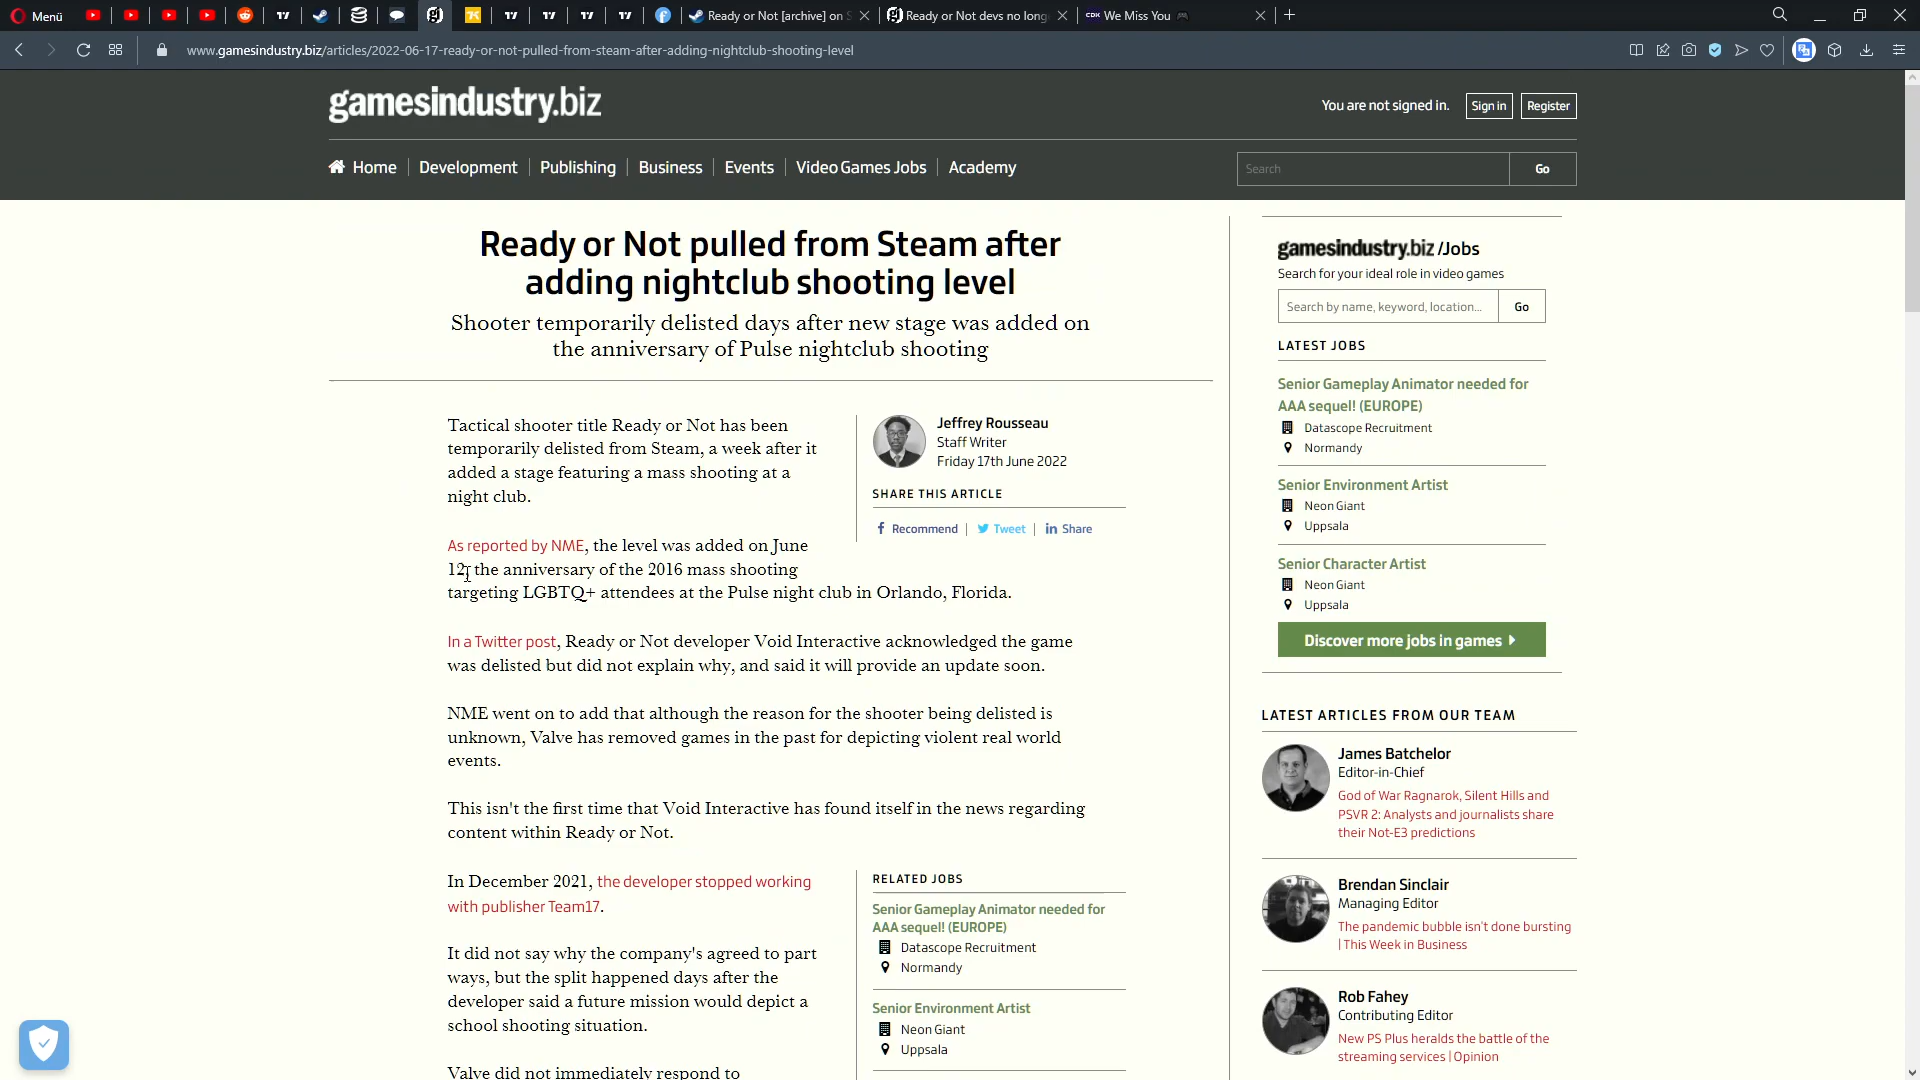 Menü
Ready or Not [archive] on S
Ready or Not devs no long
We Miss You
www.gamesindustry.biz/articles/2022-06-17-ready-or-not-pulled-from-steam-after-adding-nightclub-shooting-level
gamesindustry.biz
You are not signed in.
Sign in
Register
Home
Development
Publishing
Business
Events
Video Games Jobs
Academy
Search
Go
Ready or Not pulled from Steam after
adding nightclub shooting level
Shooter temporarily delisted days after new stage was added on
the anniversary of Pulse nightclub shooting
Tactical shooter title Ready or Not has been
temporarily delisted from Steam, a week after it
added a stage featuring a mass shooting at a
night club.
Jeffrey Rousseau
Staff Writer
Friday 17th June 2022
SHARE THIS ARTICLE
Recommend
Tweet
Share
As reported by NME, the level was added on June
12, the anniversary of the 2016 mass shooting
targeting LGBTQ+ attendees at the Pulse night club in Orlando, Florida.
In a Twitter post, Ready or Not developer Void Interactive acknowledged the game
was delisted but did not explain why, and said it will provide an update soon.
NME went on to add that although the reason for the shooter being delisted is
unknown, Valve has removed games in the past for depicting violent real world
events.
This isn't the first time that Void Interactive has found itself in the news regarding
content within Ready or Not.
In December 2021, the developer stopped working
with publisher Team17.
It did not say why the company's agreed to part
ways, but the split happened days after the
developer said a future mission would depict a
school shooting situation.
Valve did not immediately respond to
RELATED JOBS
Senior Gameplay Animator needed for
AAA sequel! (EUROPE)
Datascope Recruitment
Normandy
Senior Environment Artist
Neon Giant
Uppsala
gamesindustry.biz /Jobs
Search for your ideal role in video games
Search by name, keyword, location...
Go
LATEST JOBS
Senior Gameplay Animator needed for
AAA sequel! (EUROPE)
Datascope Recruitment
Normandy
Senior Environment Artist
Neon Giant
Uppsala
Senior Character Artist
Neon Giant
Uppsala
Discover more jobs in games
LATEST ARTICLES FROM OUR TEAM
James Batchelor
Editor-in-Chief
God of War Ragnarok, Silent Hills and
PSVR 2: Analysts and journalists share
their Not-E3 predictions
Brendan Sinclair
Managing Editor
The pandemic bubble isn't done bursting
| This Week in Business
Rob Fahey
Contributing Editor
New PS Plus heralds the battle of the
streaming services | Opinion